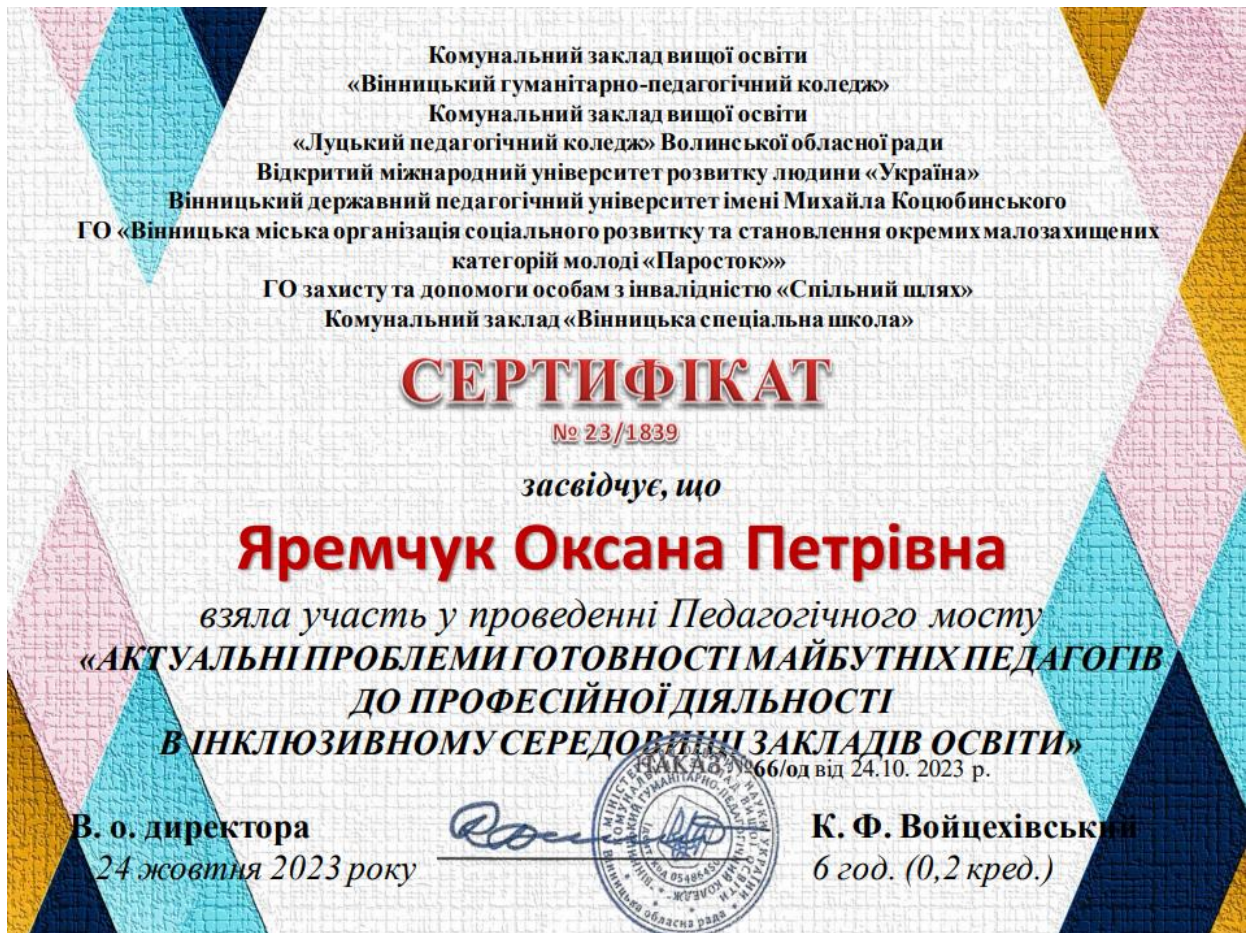 Комунальний заклад вищої освіти
«Вінницький гуманітарно-педагогічний коледж»
Комунальний заклад вищої освіти
«Луцький педагогічний коледж» Волинської обласної ради
Відкритий міжнародний університет розвитку людини «Україна»
Вінницький державний педагогічний університет імені Михайла Коцюбинського
ГО «Вінницька міська організація соціального розвитку та становлення окремих малозахищених
категорій молоді «Паросток»»
ГО захисту та допомоги особам з інвалідністю «Спільний шлях»
Комунальний заклад «Вінницька спеціальна школа»
СЕРТИФІКАТ
№ 23/1839
засвідчує, що
Яремчук Оксана Петрівна
взяла участь у проведенні Педагогічного мосту
«АКТУАЛЬНІ ПРОБЛЕМИ ГОТОВНОСТІ МАЙБУТНІХ ПЕДАГОГІВ
ДО ПРОФЕСІЙНОЇ ДІЯЛЬНОСТІ
В ІНКЛЮЗИВНОМУ СЕРЕДОВИЩІ ЗАКЛАДІВ ОСВІТИ»
НАКАЗ №66/од від 24.10. 2023 р.
В. о. директора
К. Ф. Войцехівський
24 жовтня 2023 року
6 год. (0,2 кред.)